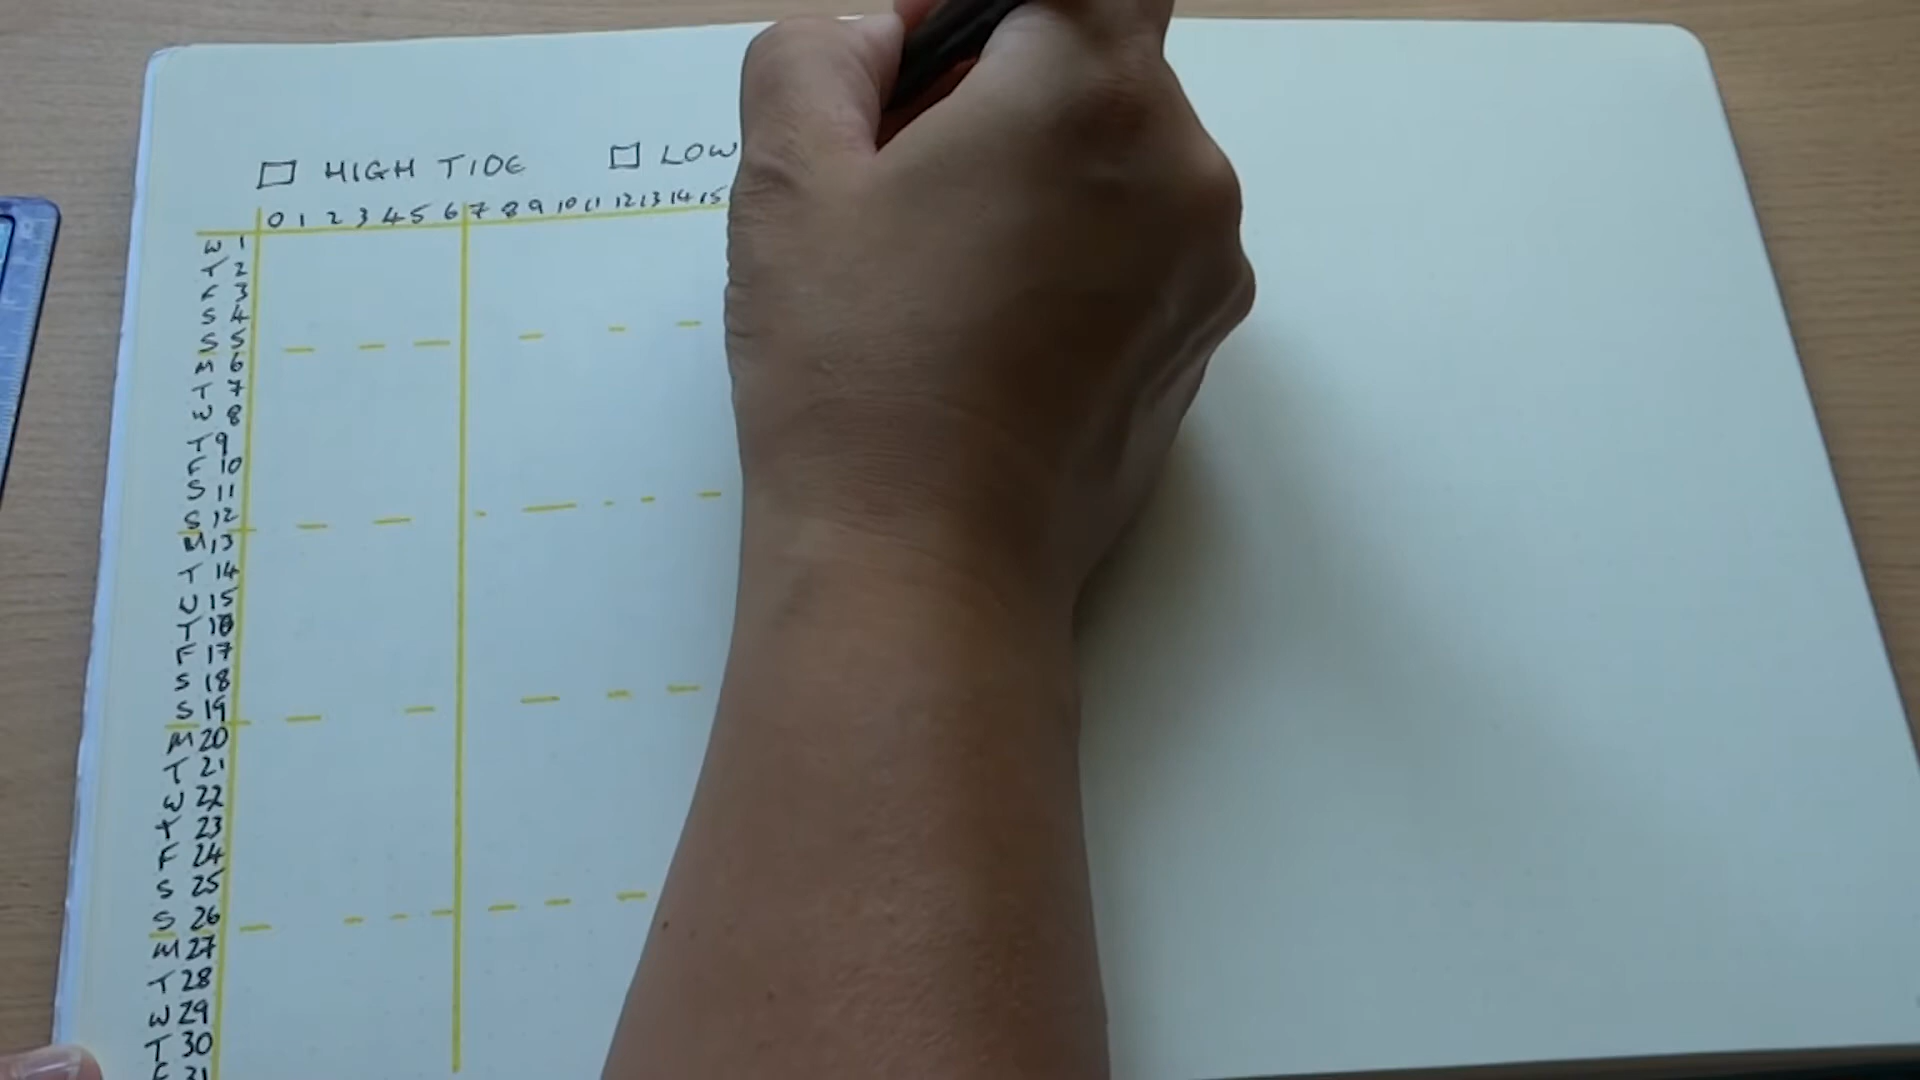 HIGH TIDE LOW
0 1 2 3 4 5 6 7 8 9 10 11 12 13 14 15
W 1
T 2
F 3
S 4
S 5
M 6
T 7
W 8
T 9
F 10
S 11
S 12
M 13
T 14
W 15
T 16
F 17
S 18
S 19
M 20
T 21
W 22
T 23
F 24
S 25
S 26
M 27
T 28
W 29
T 30
F 31